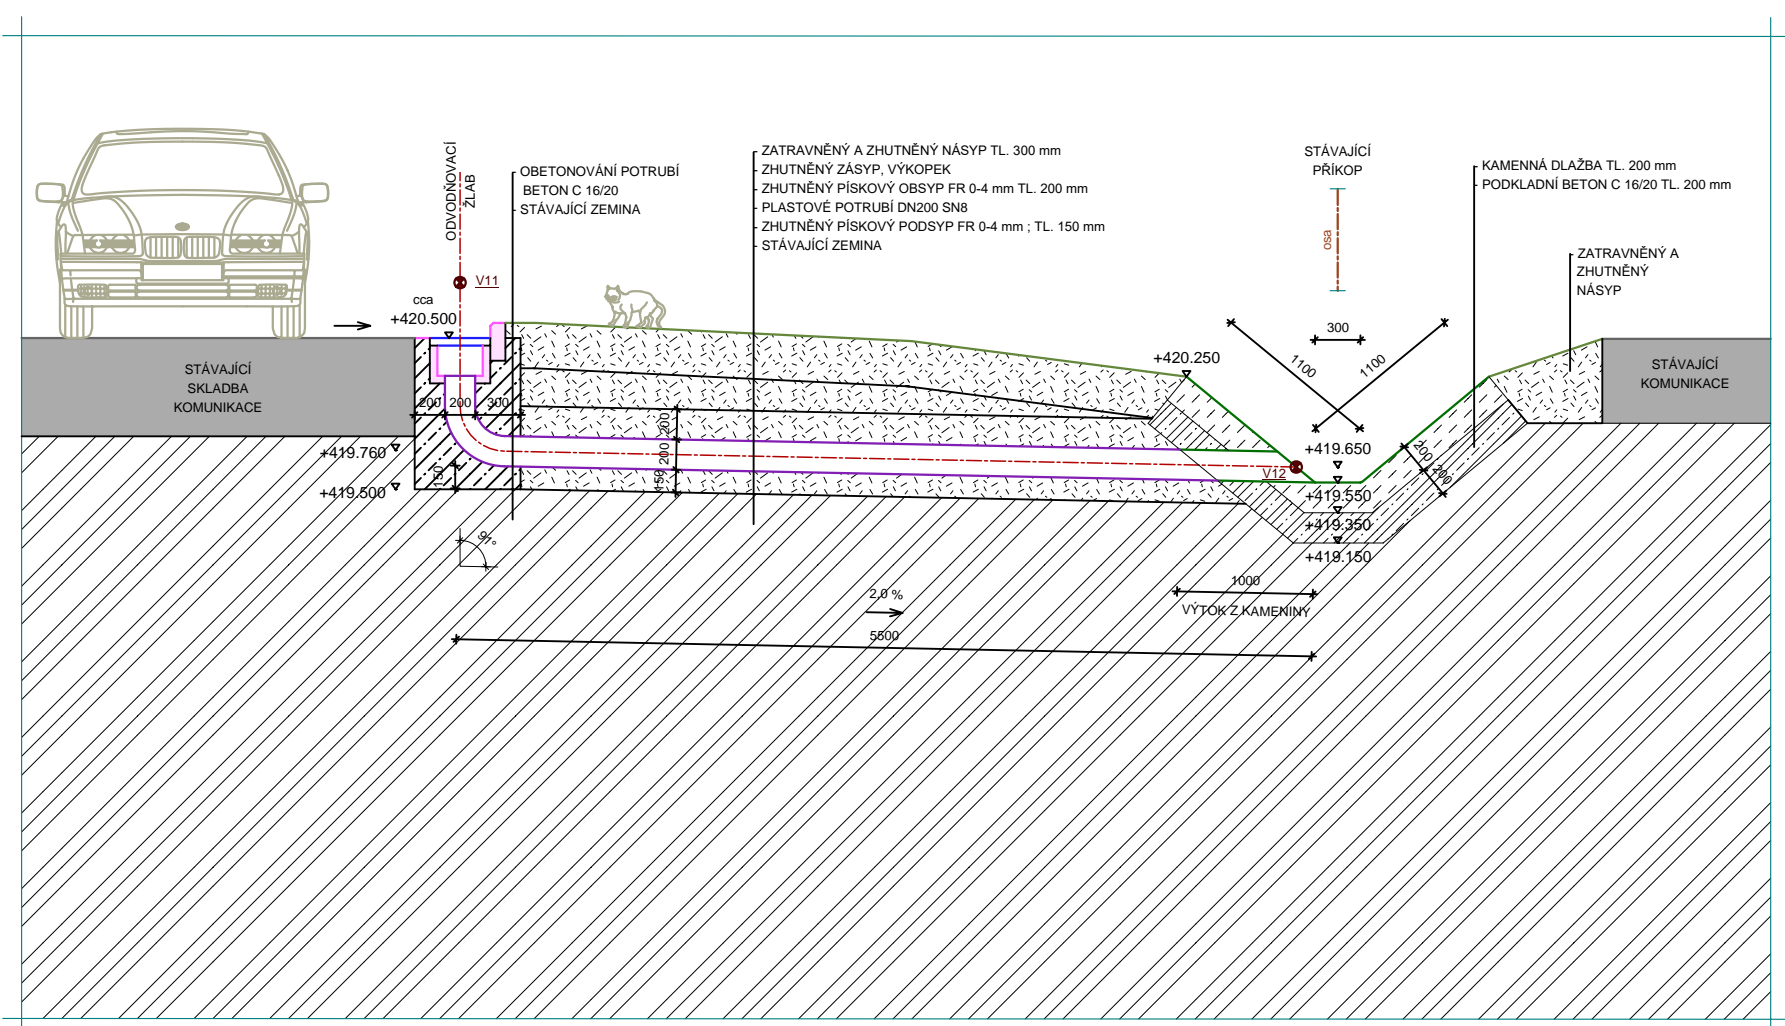 ODVODŇOVACÍ
ŽLAB
V11
cca
+420.500
OBETONOVÁNÍ POTRUBÍ
BETON C 16/20
STÁVAJÍCÍ ZEMINA
ZATRAVNĚNÝ A ZHUTNĚNÝ NÁSYP TL. 300 mm
ZHUTNĚNÝ ZÁSYP, VÝKOPEK
ZHUTNĚNÝ PÍSKOVÝ OBSYP FR 0-4 mm TL. 200 mm
PLASTOVÉ POTRUBÍ DN200 SN8
ZHUTNĚNÝ PÍSKOVÝ PODSYP FR 0-4 mm ; TL. 150 mm
STÁVAJÍCÍ ZEMINA
STÁVAJÍCÍ
PŘÍKOP
osa
KAMENNÁ DLAŽBA TL. 200 mm
PODKLADNÍ BETON C 16/20 TL. 200 mm
ZATRAVNĚNÝ A
ZHUTNĚNÝ
NÁSYP
300
1100
1100
+420.250
STÁVAJÍCÍ
SKLADBA
KOMUNIKACE
STÁVAJÍCÍ
KOMUNIKACE
200 200 300
200
200
150
150
+419.760
+419.500
+419.650
V12
+419.550
+419.350
+419.150
200 200
91°
1000
VÝTOK Z KAMENINY
2,0 %
5500